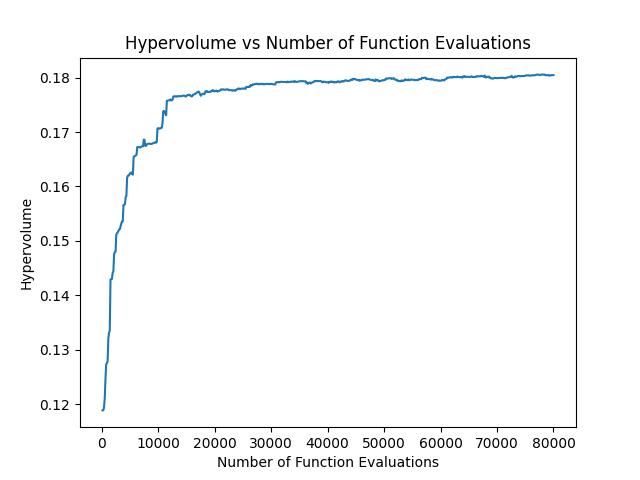 Hypervolume vs Number of Function Evaluations
0.18
0.17
0.16
0.15
0.14
0.13
0.12
Hypervolume
0 10000 20000 30000 40000 50000 60000 70000 80000
Number of Function Evaluations